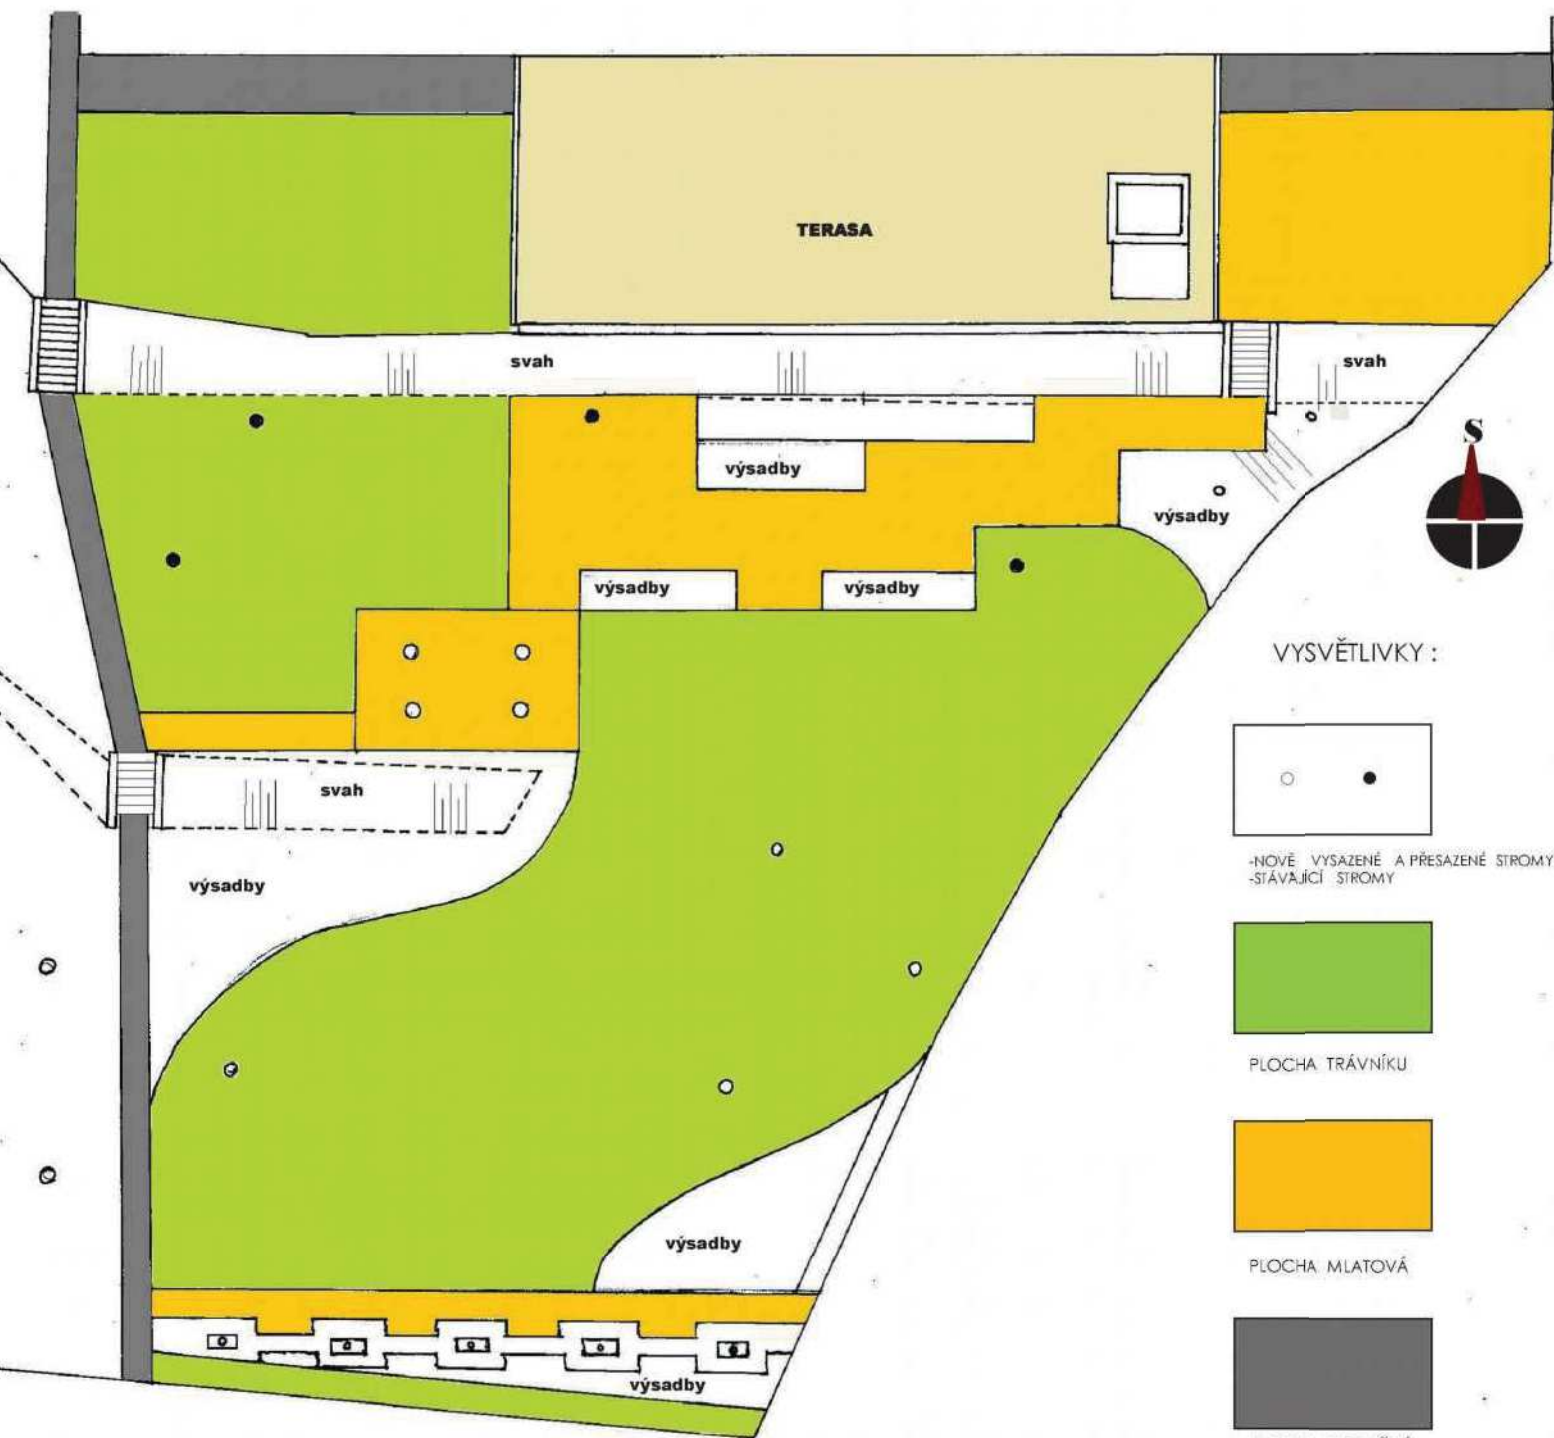 TERASA
svah
svah
výsadby
výsadby
výsadby
výsadby
S
VYSVĚTLIVKY :
svah
výsadby
-NOVĚ VYSAZENÉ A PŘESAZENÉ STROMY
-STÁVAJÍCÍ STROMY
PLOCHA TRÁVNÍKU
výsadby
PLOCHA MLATOVÁ
výsadby